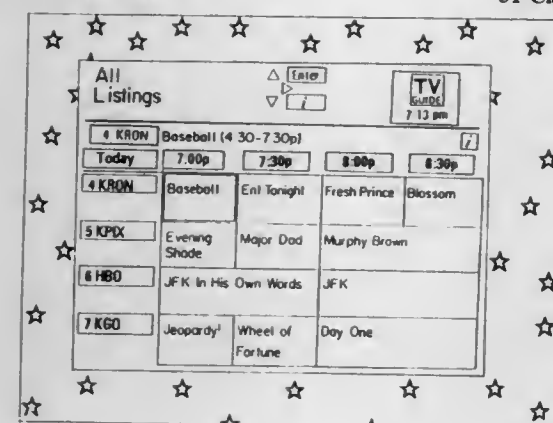 All
Listings
Enter
i
TV
GUIDE
7 13 pm
4 KRON Baseball (4 30-7 30p) i
Today 7.00p 7:30p 8:00p 8:30p
4 KRON Baseball Ent Tonight Fresh Prince Blossom
5 KPIX Evening Shade Major Dad Murphy Brown
6 HBO JFK In His Own Words JFK
7 KGO Jeopardy! Wheel of Fortune Day One